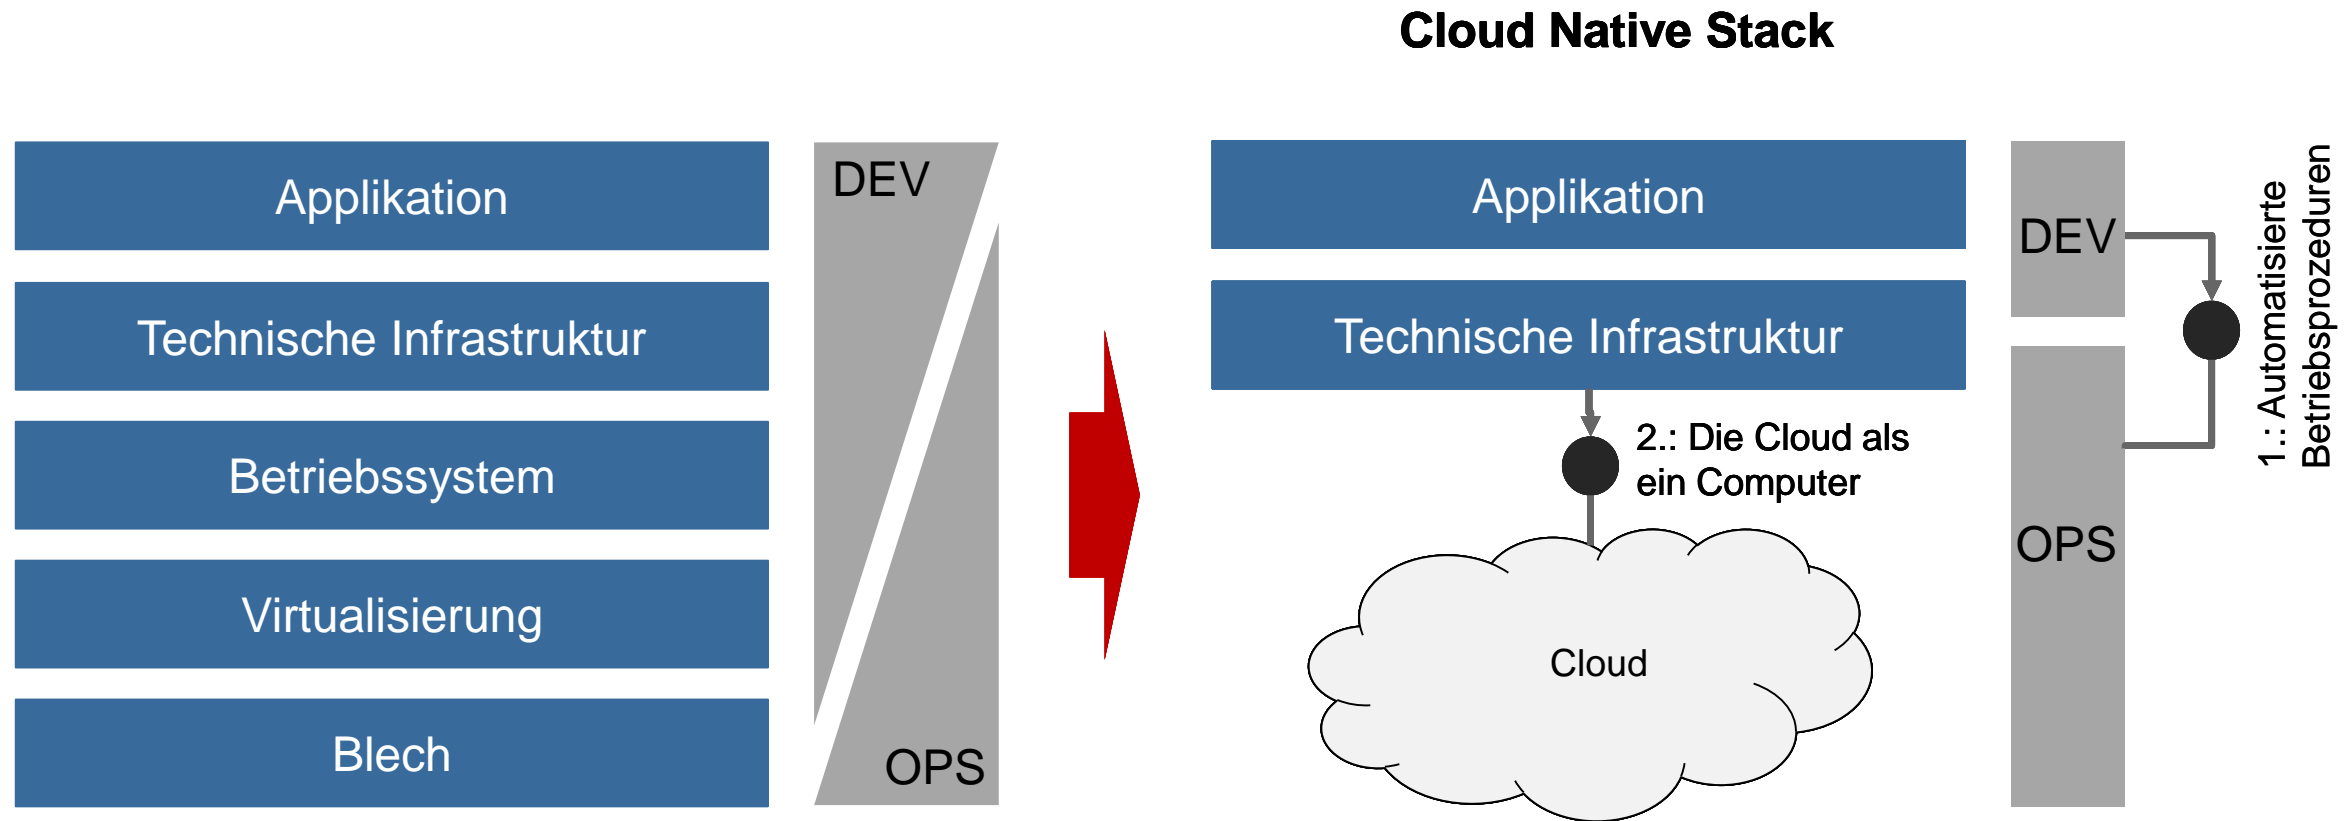 Cloud Native Stack
Applikation
Technische Infrastruktur
Betriebssystem
Virtualisierung
Blech
DEV
OPS
Applikation
Technische Infrastruktur
2.: Die Cloud als
ein Computer
Cloud
DEV
OPS
1.: Automatisierte
Betriebsprozeduren